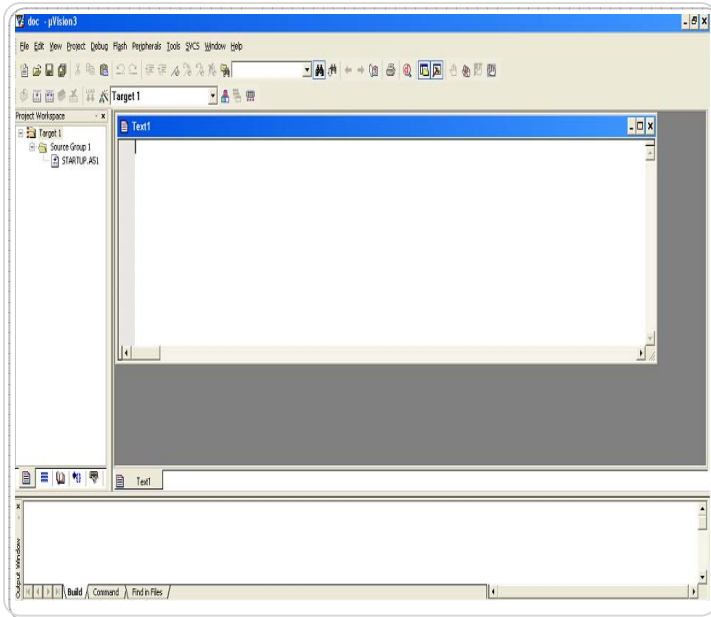 doc - µVision3
File Edit View Project Debug Flash Peripherals Tools SVCS Window Help
Target 1
Project Workspace
Text1
Target 1
Source Group 1
STARTUP.A51
Text1
Output Window
Build Command Find in Files